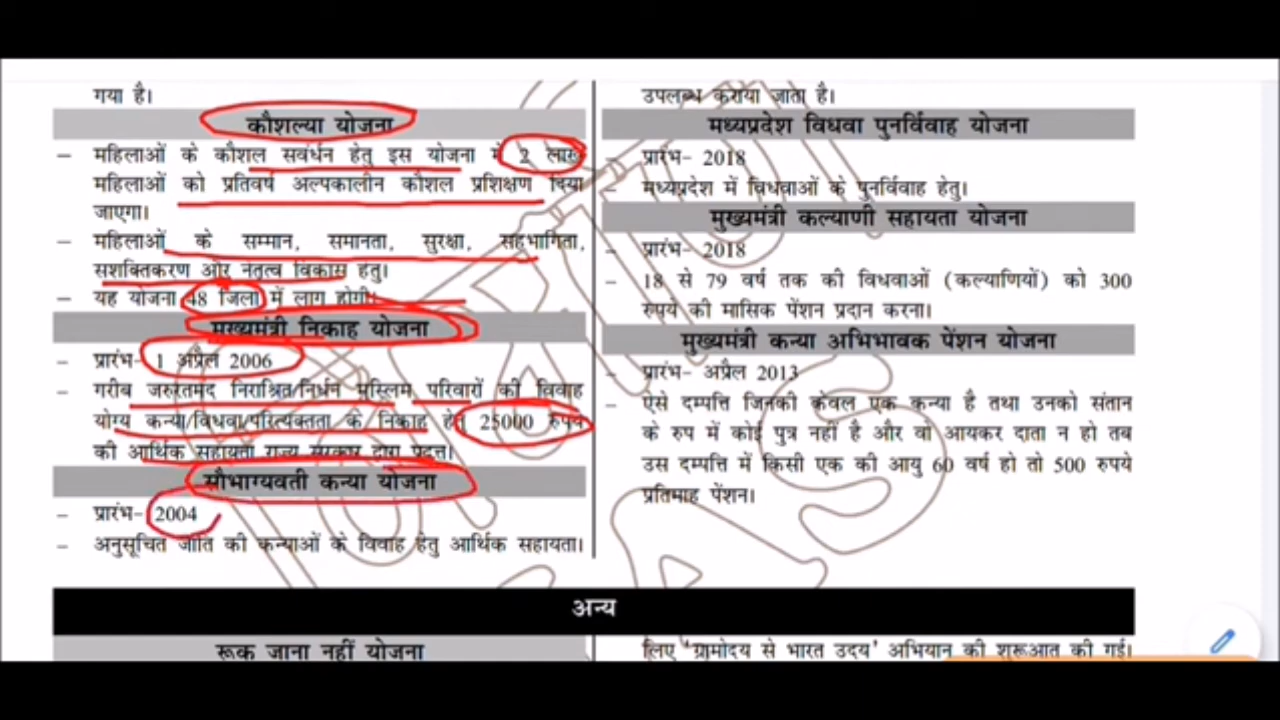 गया है।
कौशल्या योजना
– महिलाओं के कौशल सवंर्धन हेतु इस योजना में 2 लाख
महिलाओं को प्रतिवर्ष अल्पकालीन कौशल प्रशिक्षण दिया
जाएगा।
– महिलाओं के सम्मान, समानता, सुरक्षा, सहभागिता,
सशक्तिकरण और नतृत्व विकास हेतु।
– यह योजना 48 जिलों में लागू होगी।
मुख्यमंत्री निकाह योजना
– प्रारंभ- 1 अप्रैल 2006
– गरीब जरुरतमंद निराश्रित/निर्धन मुस्लिम परिवारों की विवाह
योग्य कन्या/विधवा/परित्यक्तता के निकाह हेतु 25000 रुपये
की आर्थिक सहायता राज्य सरकार द्वारा प्रदत्त।
सौभाग्यवती कन्या योजना
– प्रारंभ- 2004
– अनुसूचित जाति की कन्याओं के विवाह हेतु आर्थिक सहायता।
उपलब्ध कराया जाता है।
मध्यप्रदेश विधवा पुनर्विवाह योजना
– प्रारंभ- 2018
– मध्यप्रदेश में विधवाओं के पुनर्विवाह हेतु।
मुख्यमंत्री कल्याणी सहायता योजना
– प्रारंभ- 2018
– 18 से 79 वर्ष तक की विधवाओं (कल्याणियों) को 300
रुपये की मासिक पेंशन प्रदान करना।
मुख्यमंत्री कन्या अभिभावक पेंशन योजना
– प्रारंभ- अप्रैल 2013
– ऐसे दम्पत्ति जिनकी केवल एक कन्या है तथा उनको संतान
के रुप में कोई पुत्र नहीं है और वो आयकर दाता न हो तब
उस दम्पत्ति में किसी एक की आयु 60 वर्ष हो तो 500 रुपये
प्रतिमाह पेंशन।
अन्य
रूक जाना नहीं योजना
लिए 'ग्रामोदय से भारत उदय' अभियान की शुरूआत की गई।